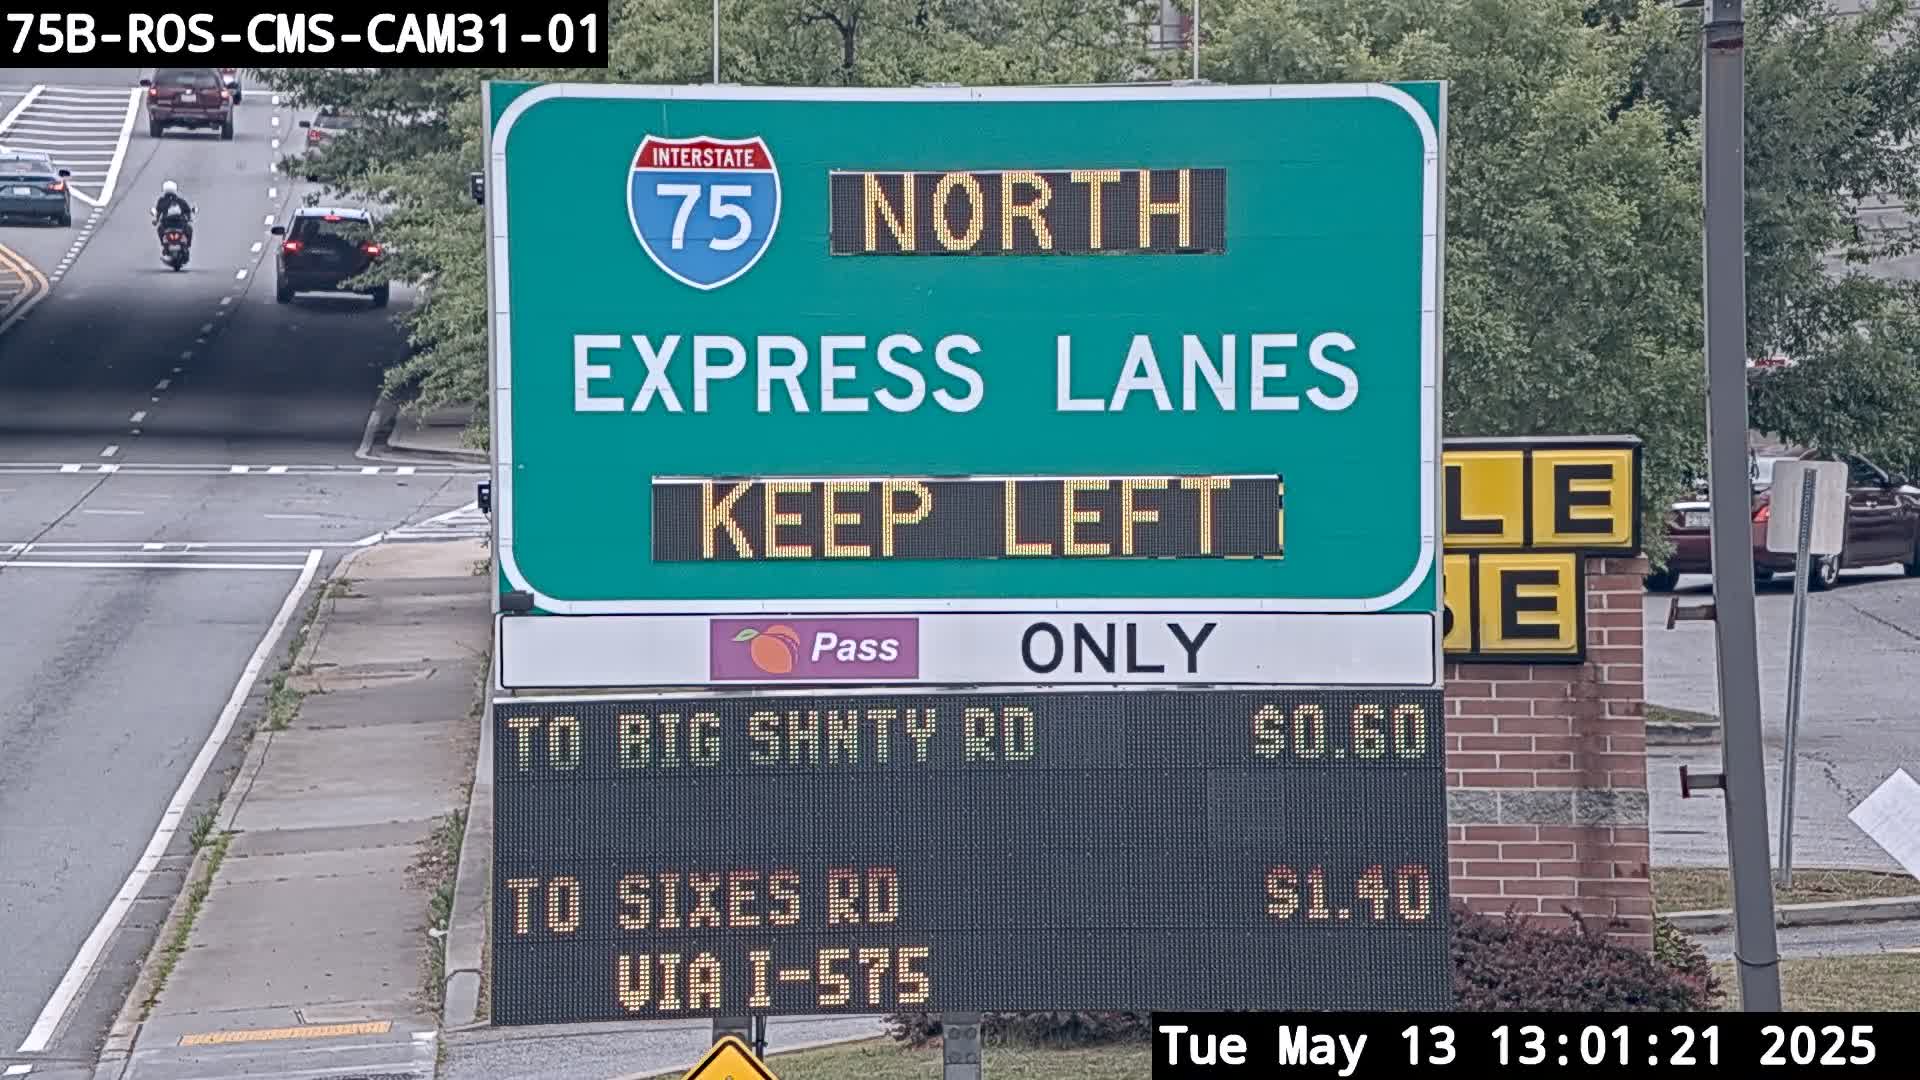 75B-ROS-CMS-CAM31-01
INTERSTATE
75
NORTH
EXPRESS LANES
KEEP LEFT
Pass ONLY
TO BIG SHNTY RD $0.60
TO SIXES RD $1.40
VIA I-575
LE
E
Tue May 13 13:01:21 2025